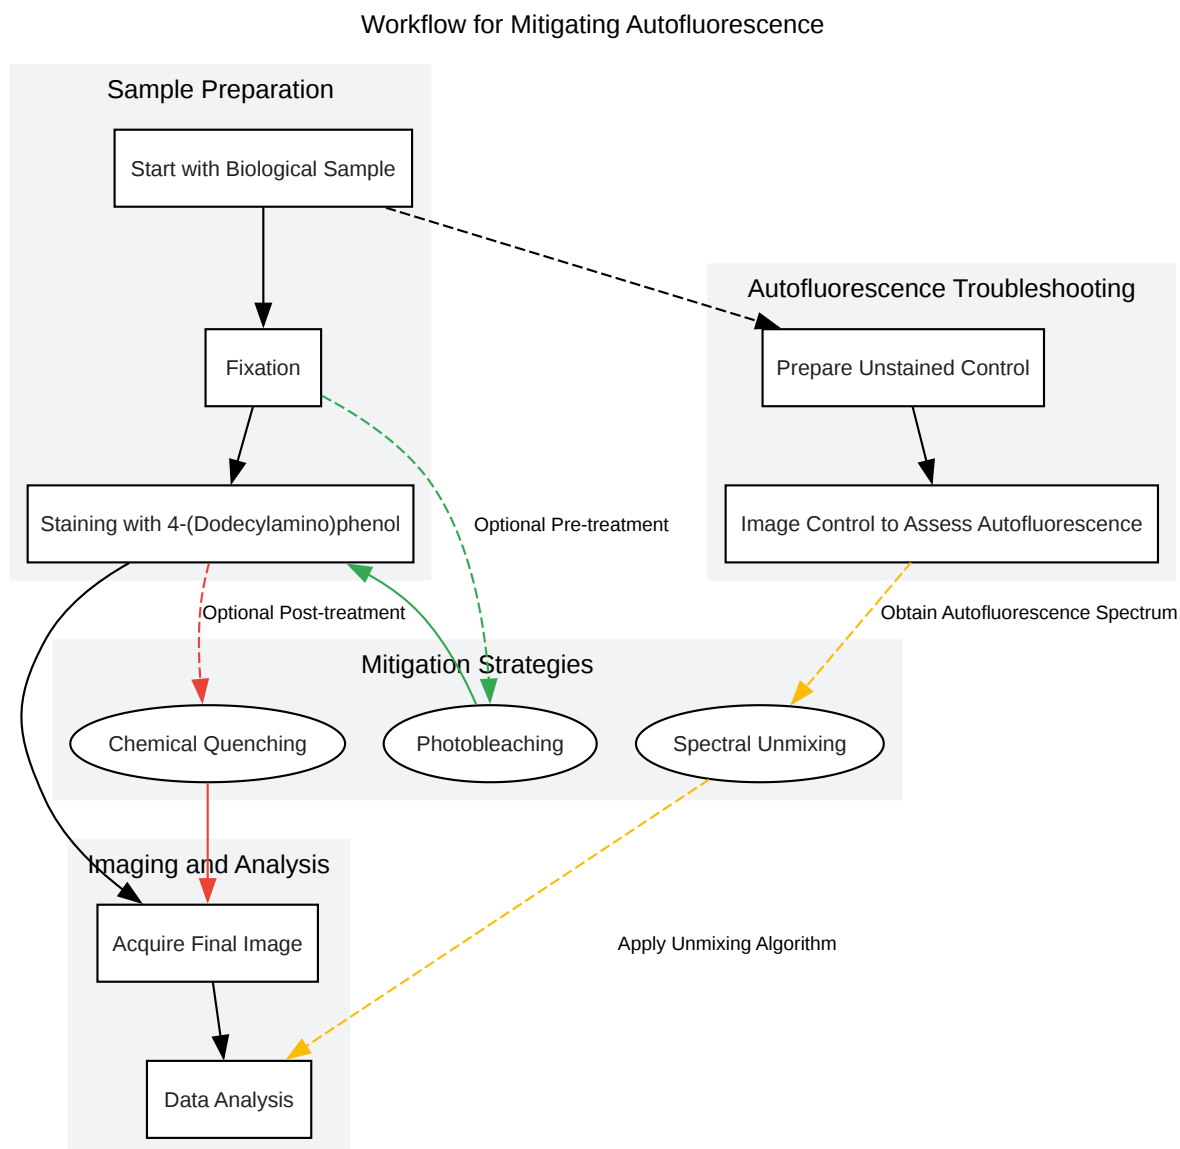 Workflow for Mitigating Autofluorescence
Sample Preparation
Start with Biological Sample
Autofluorescence Troubleshooting
Fixation
Prepare Unstained Control
Staining with 4-(Dodecylamino)phenol
Optional Pre-treatment
Image Control to Assess Autofluorescence
Optional Post-treatment
Obtain Autofluorescence Spectrum
Mitigation Strategies
Chemical Quenching
Photobleaching
Spectral Unmixing
Imaging and Analysis
Acquire Final Image
Apply Unmixing Algorithm
Data Analysis